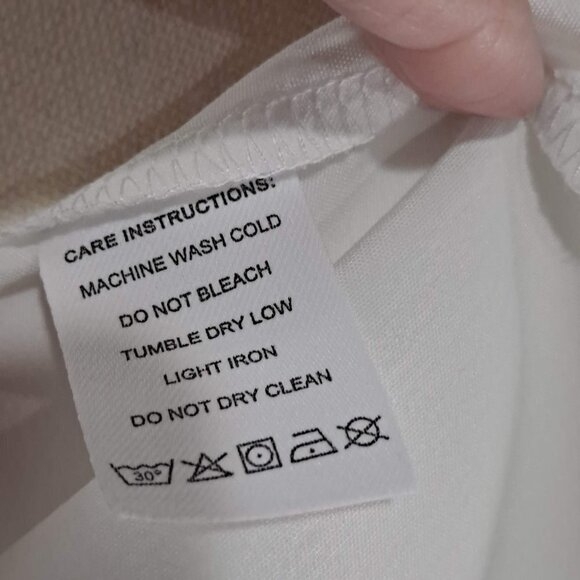 CARE INSTRUCTIONS:
MACHINE WASH COLD
DO NOT BLEACH
TUMBLE DRY LOW
LIGHT IRON
DO NOT DRY CLEAN
30°